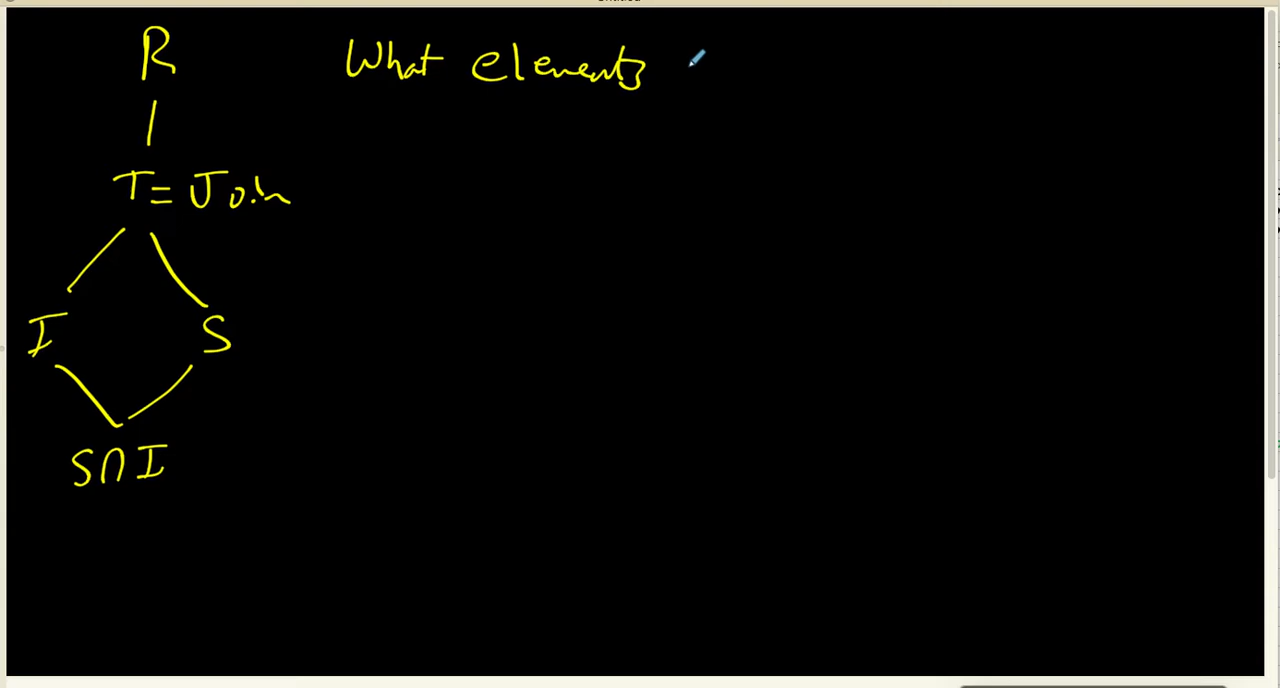 R What elements
T = Join
I S
S∩I